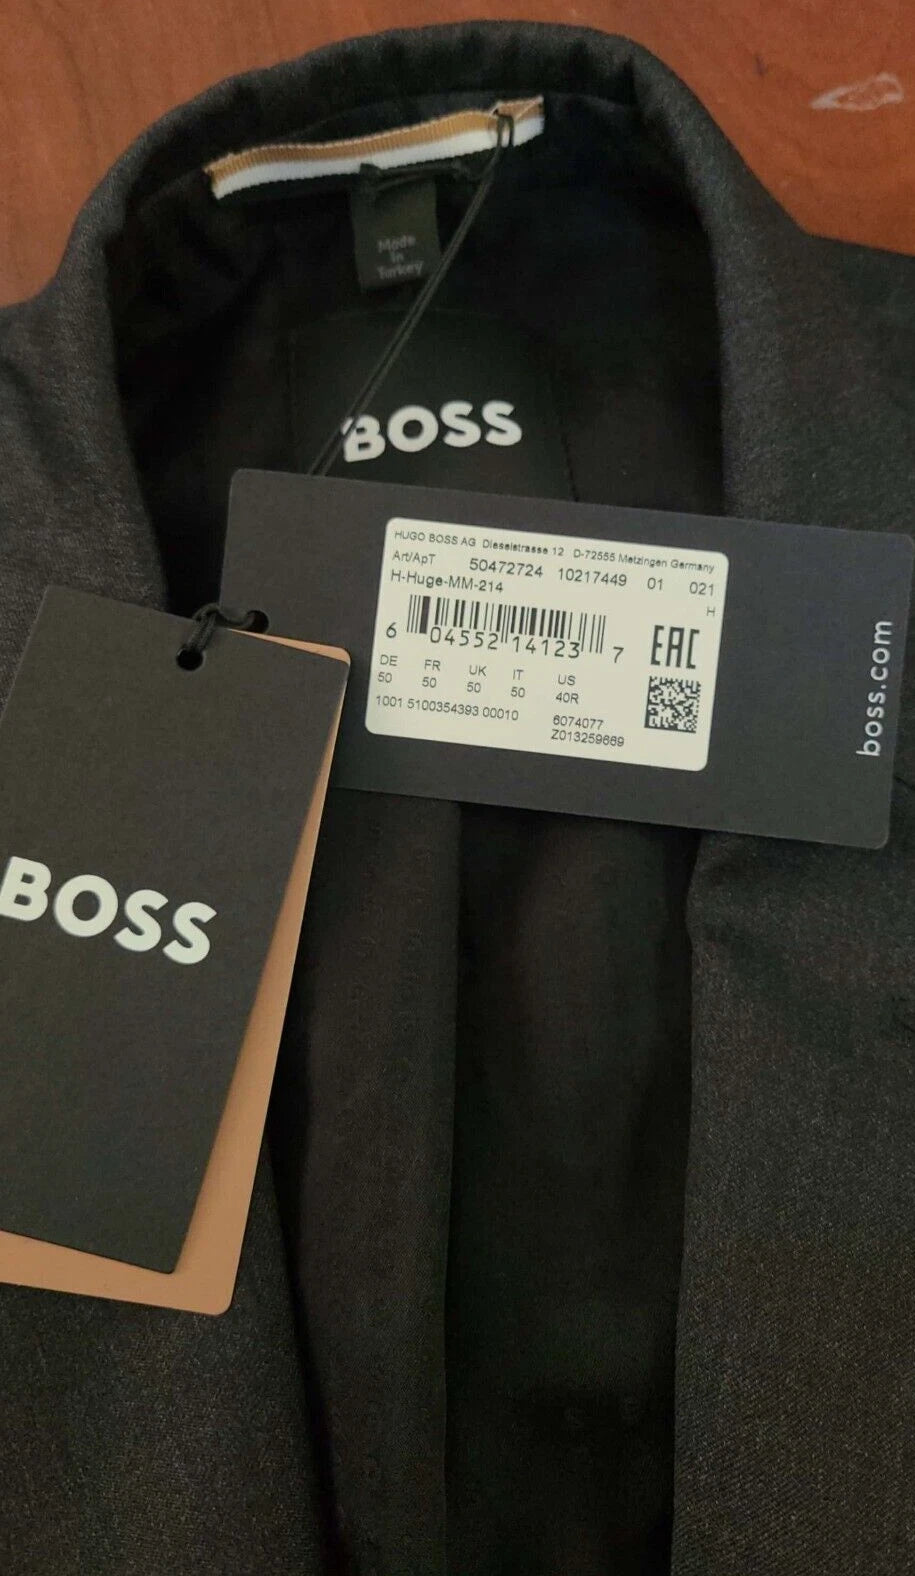 Made
in
Turkey
BOSS
HUGO BOSS AG Dieselstrasse 12 D-72555 Metzingen Germany
Art/ApT 50472724 10217449 01 021
H-Huge-MM-214 H
6 04552 14123 7
EAC
DE FR UK IT US
50 50 50 50 40R
1001 5100354393 00010 6074077
Z013259669
boss.com
BOSS